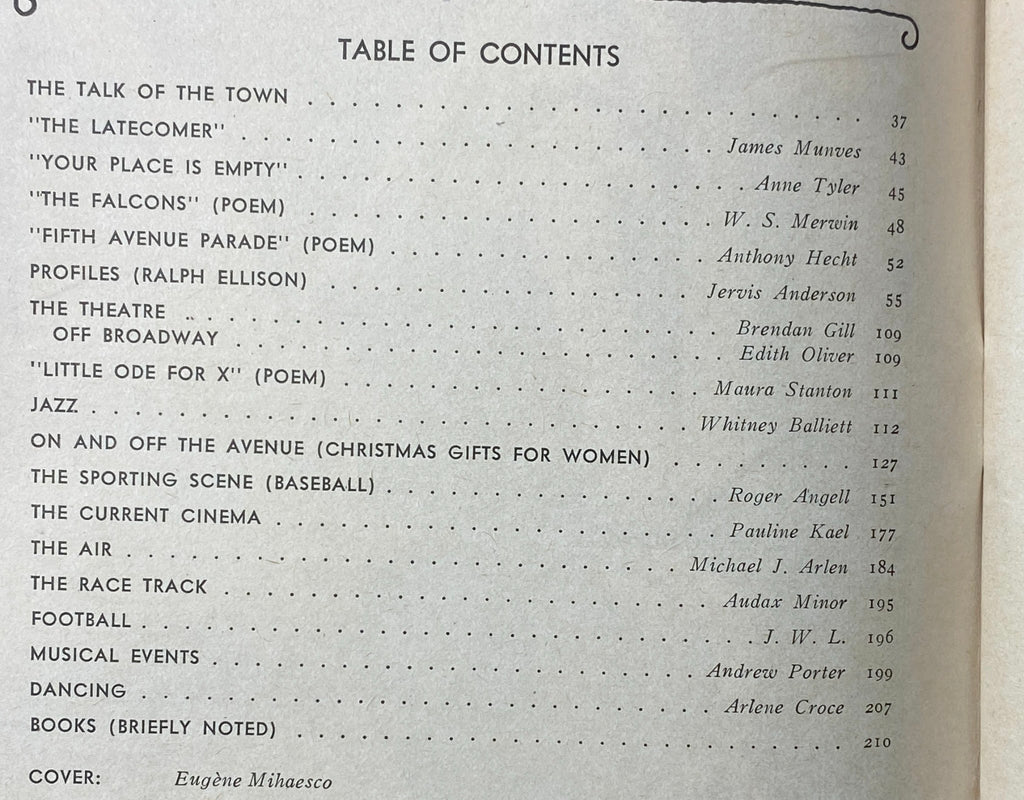 TABLE OF CONTENTS
THE TALK OF THE TOWN . . . . . . . . . . . . . . . . . . . . 37
"THE LATECOMER" . . . . . . . . . . . . . . . . . James Munves 43
"YOUR PLACE IS EMPTY" . . . . . . . . . . . . . . . . Anne Tyler 45
"THE FALCONS" (POEM) . . . . . . . . . . . . . . . W. S. Merwin 48
"FIFTH AVENUE PARADE" (POEM) . . . . . . . . . . . Anthony Hecht 52
PROFILES (RALPH ELLISON) . . . . . . . . . . . . . Jervis Anderson 55
THE THEATRE . . . . . . . . . . . . . . . . . . . Brendan Gill 109
OFF BROADWAY . . . . . . . . . . . . . . . . . Edith Oliver 109
"LITTLE ODE FOR X" (POEM) . . . . . . . . . . . . . Maura Stanton 111
JAZZ . . . . . . . . . . . . . . . . . . . . . Whitney Balliett 112
ON AND OFF THE AVENUE (CHRISTMAS GIFTS FOR WOMEN) . . . . . . . 127
THE SPORTING SCENE (BASEBALL) . . . . . . . . . . . . Roger Angell 151
THE CURRENT CINEMA . . . . . . . . . . . . . . . . Pauline Kael 177
THE AIR . . . . . . . . . . . . . . . . . . . Michael J. Arlen 184
THE RACE TRACK . . . . . . . . . . . . . . . . . Audax Minor 195
FOOTBALL . . . . . . . . . . . . . . . . . . . . . J. W. L. 196
MUSICAL EVENTS . . . . . . . . . . . . . . . . . Andrew Porter 199
DANCING . . . . . . . . . . . . . . . . . . . . Arlene Croce 207
BOOKS (BRIEFLY NOTED) . . . . . . . . . . . . . . . . . . . 210
COVER: Eugène Mihaesco